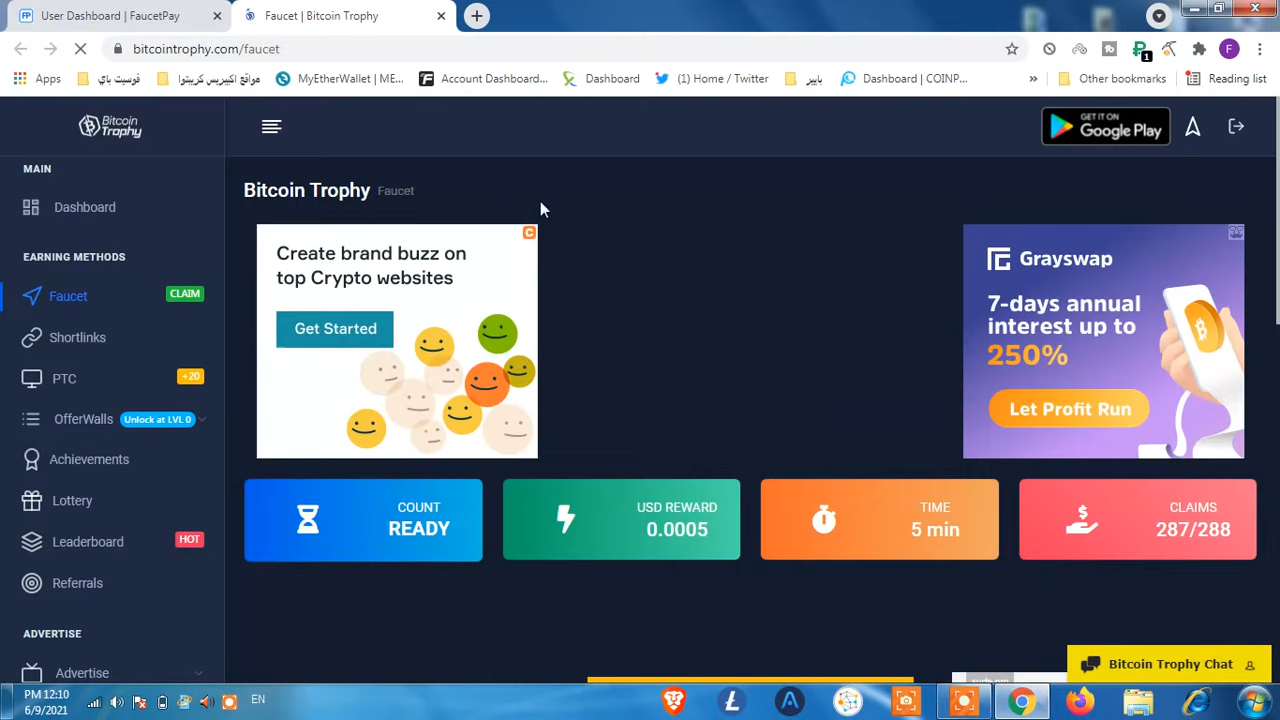 User Dashboard | FaucetPay
Faucet | Bitcoin Trophy
bitcointrophy.com/faucet
1
F
Apps
فوسيت باي
مواقع اكبيريس كريبتوا
MyEtherWallet | ME...
Account Dashboard...
Dashboard
(1) Home / Twitter
بايير
Dashboard | COINP...
»
Other bookmarks
Reading list
Bitcoin
Trophy
GET IT ON
Google Play
MAIN
Dashboard
EARNING METHODS
Faucet
CLAIM
Shortlinks
PTC
+20
OfferWalls
Unlock at LVL 0
Achievements
Lottery
Leaderboard
HOT
Referrals
ADVERTISE
Advertise
Bitcoin Trophy Faucet
Create brand buzz on
top Crypto websites
Get Started
Grayswap
7-days annual
interest up to
250%
Let Profit Run
COUNT
READY
USD REWARD
0.0005
TIME
5 min
CLAIMS
287/288
Bitcoin Trophy Chat
PM 12:10
6/9/2021
EN